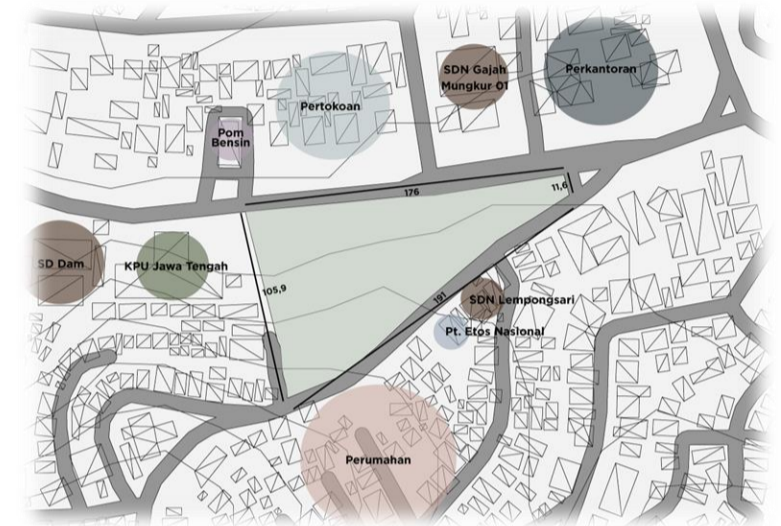 SDN Gajah
Mungkur 01
Perkantoran
Pertokoan
Pom
Bensin
176
11,6
SD Dam
KPU Jawa Tengah
105,9
191
SDN Lempongsari
Pt. Etos Nasional
Perumahan